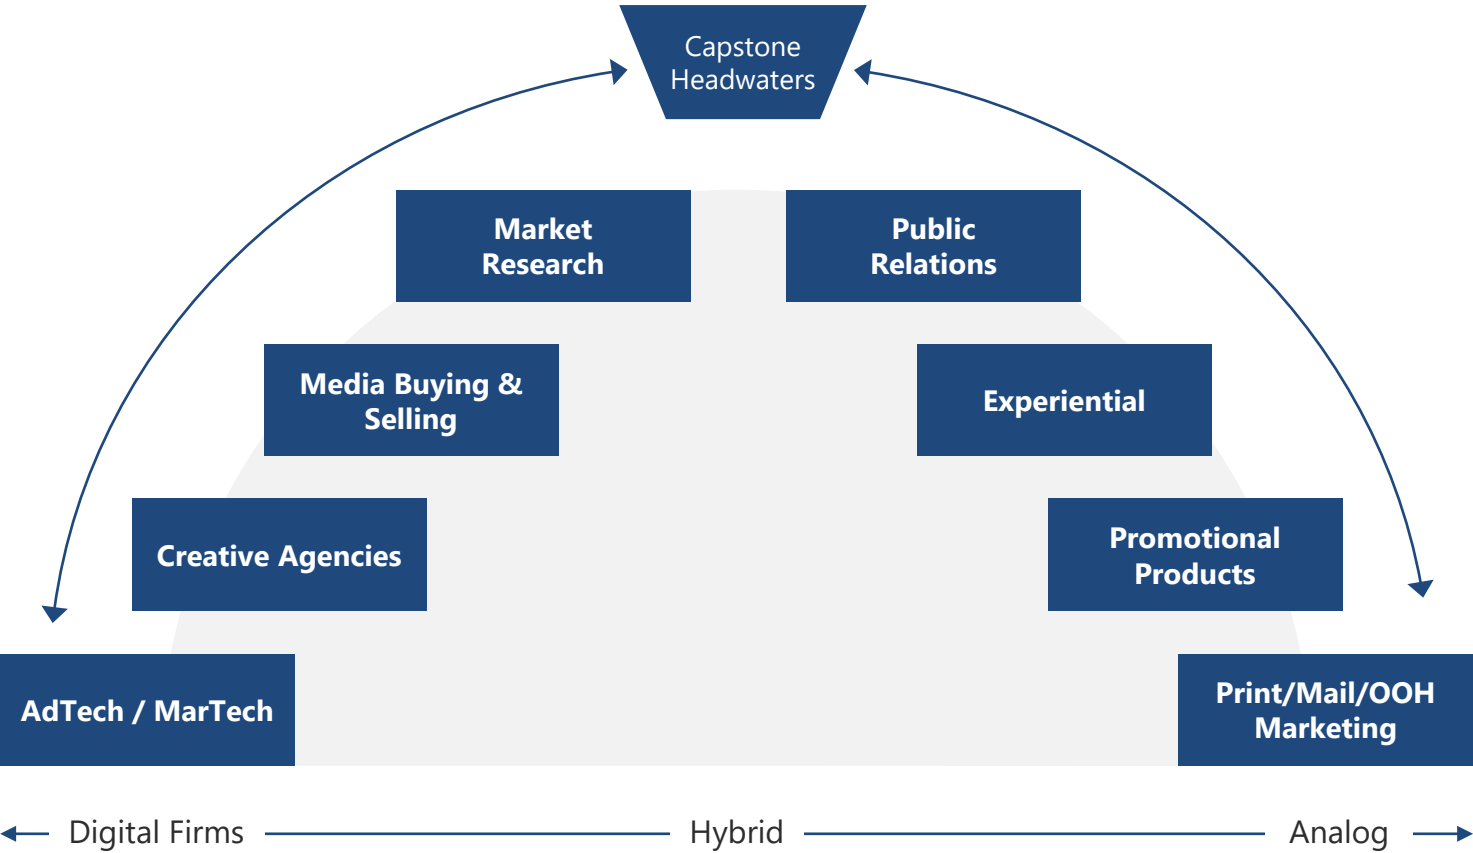 Capstone
Headwaters
Market
Research
Public
Relations
Media Buying &
Selling
Experiential
Creative Agencies
Promotional
Products
AdTech / MarTech
Print/Mail/OOH
Marketing
Digital Firms
Hybrid
Analog